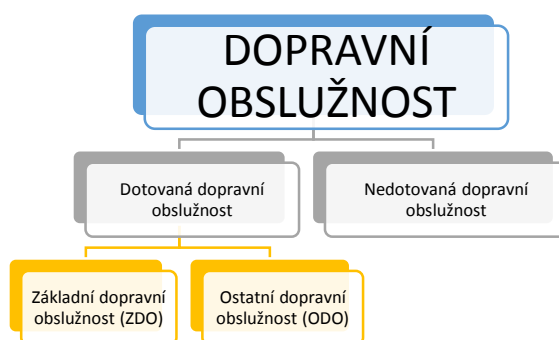 DOPRAVNÍ
OBSLUŽNOST
Dotovaná dopravní
obslužnost
Nedotovaná dopravní
obslužnost
Základní dopravní
obslužnost (ZDO)
Ostatní dopravní
obslužnost (ODO)